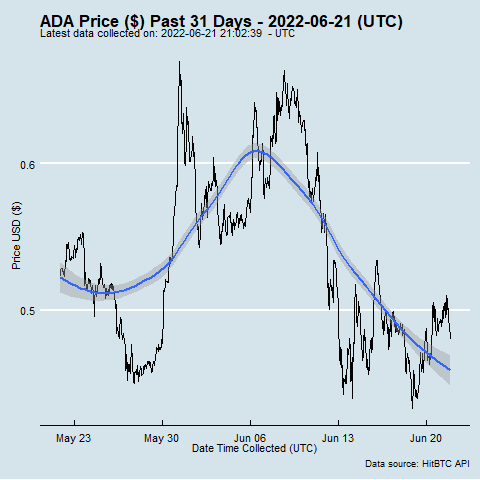 ADA Price ($) Past 31 Days - 2022-06-21 (UTC)
Latest data collected on: 2022-06-21 21:02:39 - UTC
0.6
Price USD ($)
0.5
May 23 May 30 Jun 06 Jun 13 Jun 20
Date Time Collected (UTC)
Data source: HitBTC API